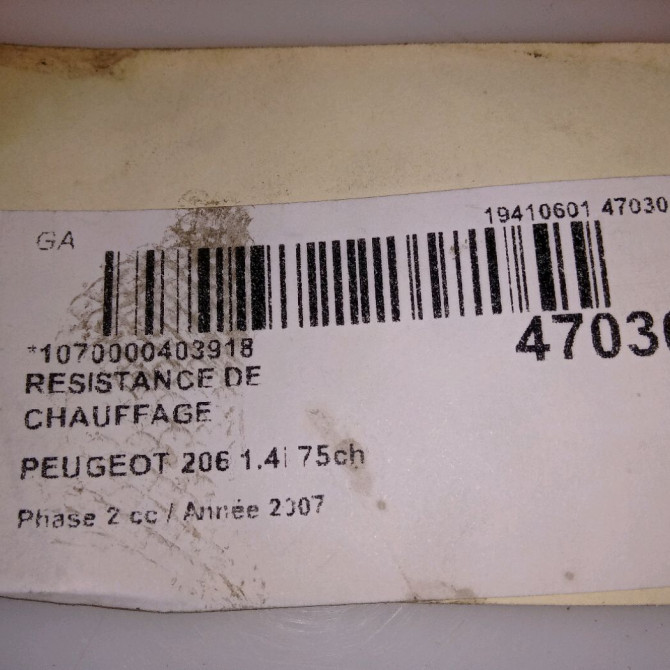 GA
19410601 47030
*1070000403918
47030
RESISTANCE DE
CHAUFFAGE
PEUGEOT 206 1.4i 75ch
Phase 2 cc / Année 2007